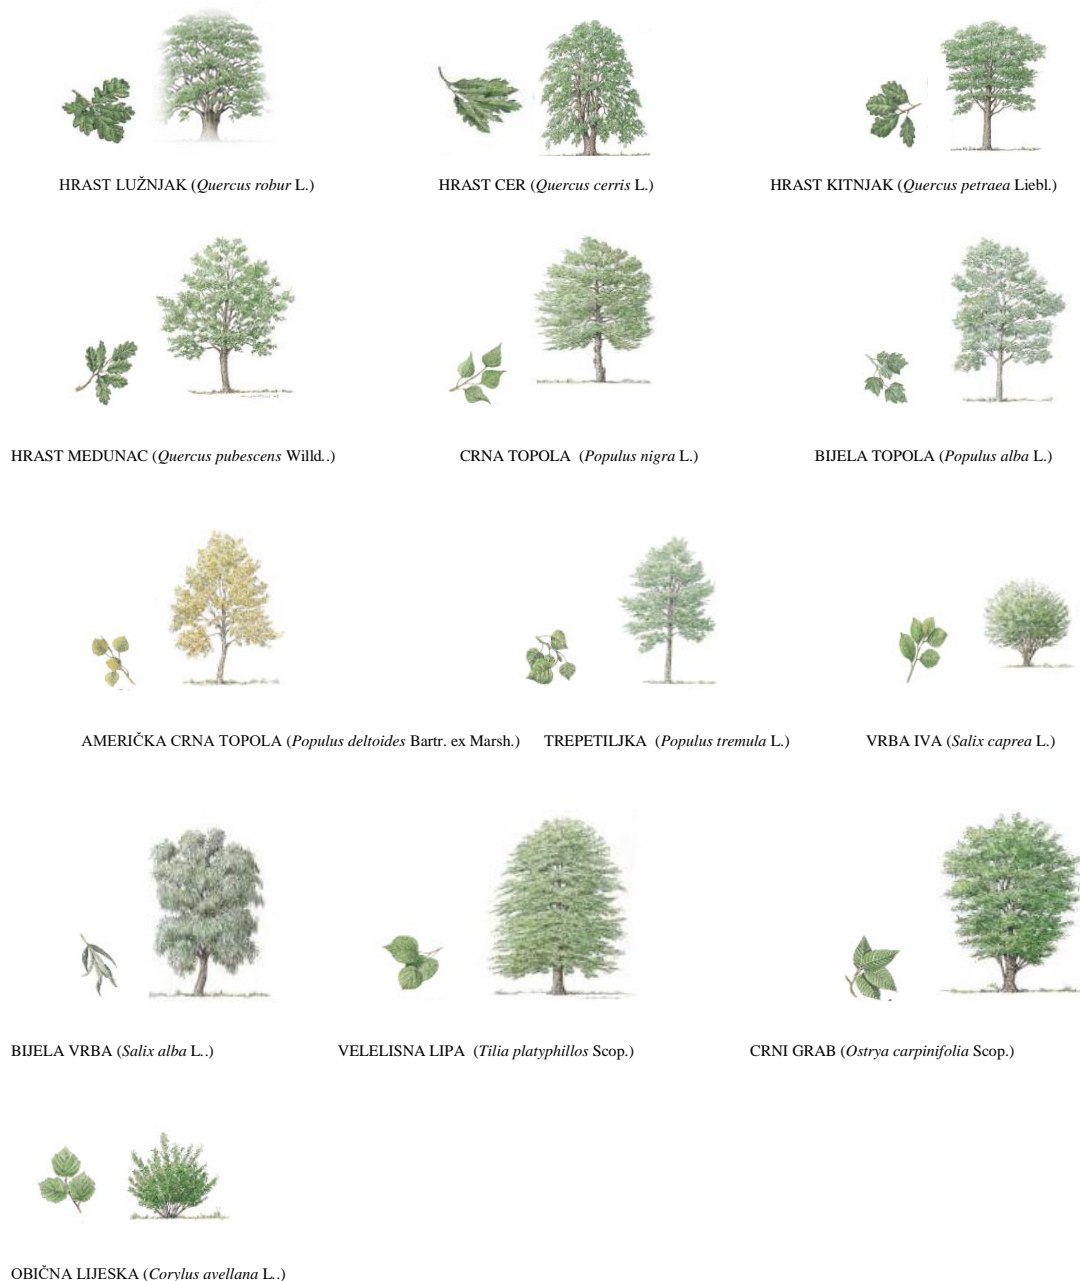 HRAST LUŽNJAK (Quercus robur L.)
HRAST CER (Quercus cerris L.)
HRAST KITNJAK (Quercus petraea Liebl.)
HRAST MEDUNAC (Quercus pubescens Willd..)
CRNA TOPOLA (Populus nigra L.)
BIJELA TOPOLA (Populus alba L.)
AMERIČKA CRNA TOPOLA (Populus deltoides Bartr. ex Marsh.)
TREPETILJKA (Populus tremula L.)
VRBA IVA (Salix caprea L.)
BIJELA VRBA (Salix alba L..)
VELELISNA LIPA (Tilia platyphillos Scop.)
CRNI GRAB (Ostrya carpinifolia Scop.)
OBIČNA LIJESKA (Corylus avellana L..)